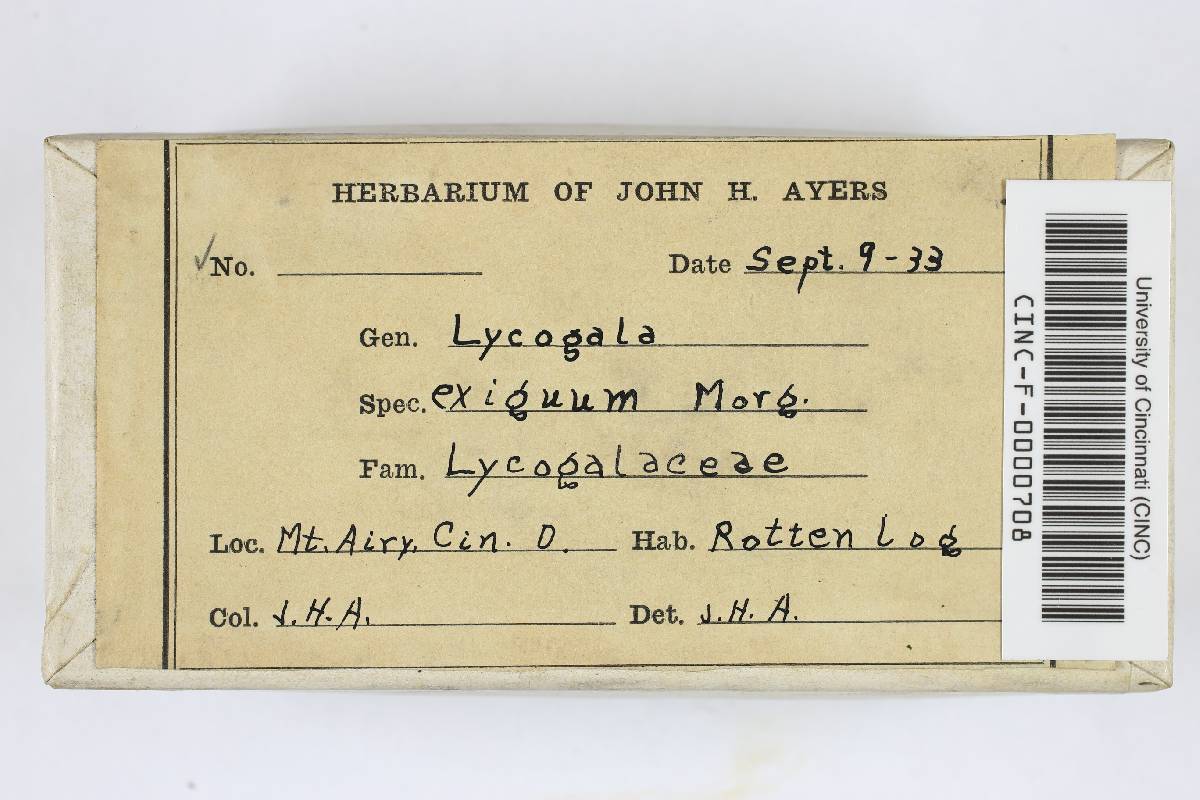 HERBARIUM OF JOHN H. AYERS
✓ No. Date Sept. 9-33
Gen. Lycogala
Spec. exiguum Morg.
Fam. Lycogalaceae
Loc. Mt. Airy, Cin. O. Hab. Rotten log
Col. J.H.A. Det. J.H.A.
CINC-F-0000708
University of Cincinnati (CINC)